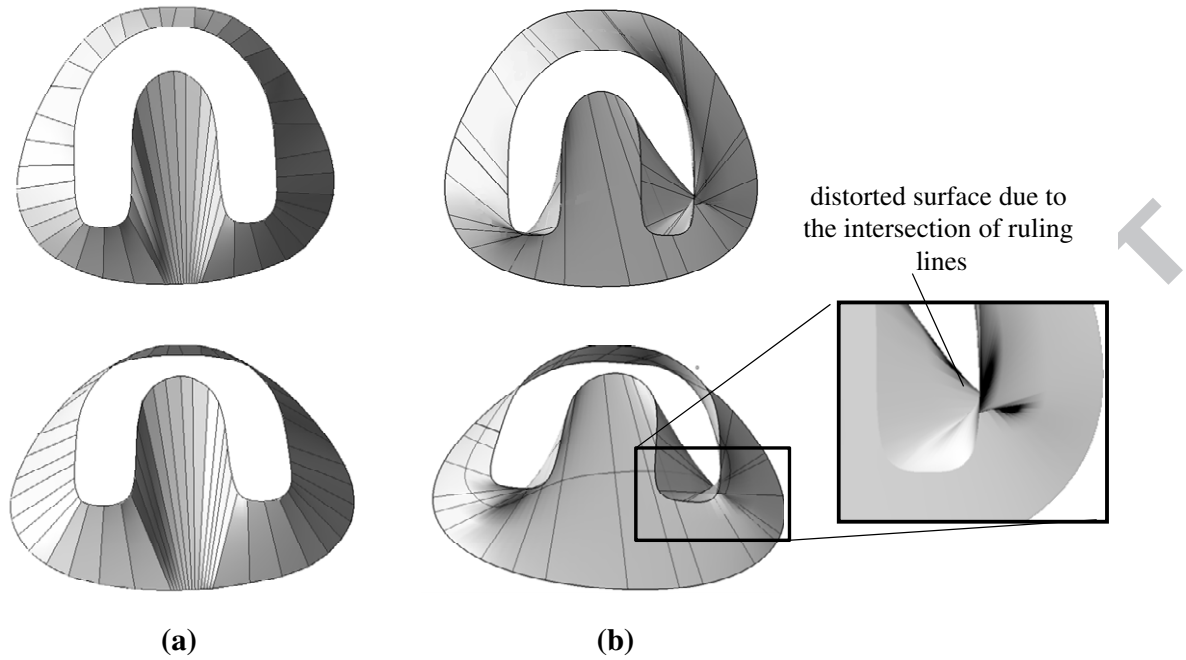 distorted surface due to
the intersection of ruling
lines
T
(a)
(b)